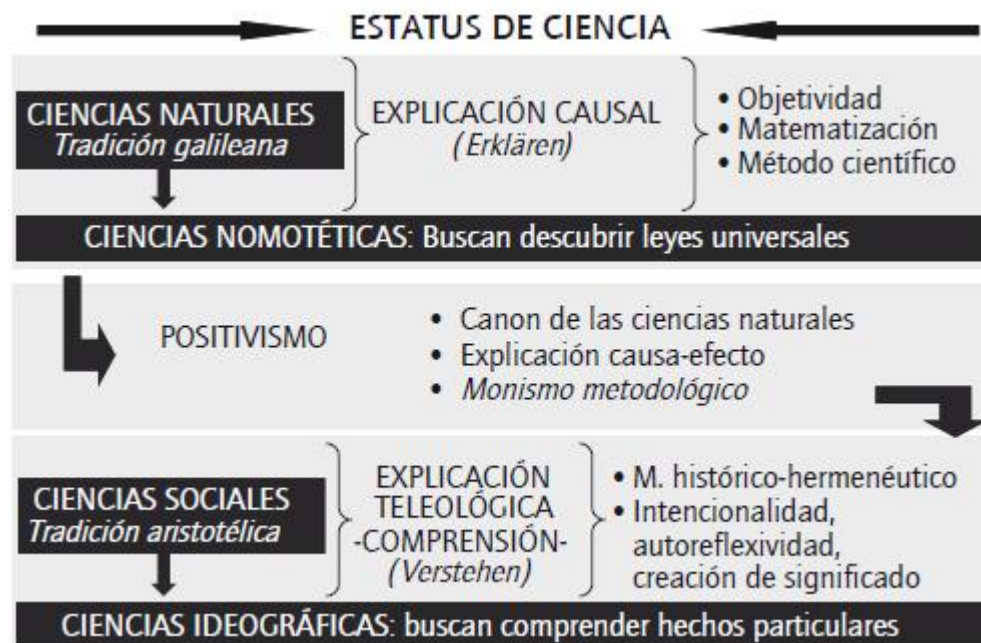 ESTATUS DE CIENCIA
CIENCIAS NATURALES
Tradición galileana
EXPLICACIÓN CAUSAL
(Erklären)
• Objetividad
• Matematización
• Método científico
CIENCIAS NOMOTÉTICAS: Buscan descubrir leyes universales
POSITIVISMO
• Canon de las ciencias naturales
• Explicación causa-efecto
• Monismo metodológico
CIENCIAS SOCIALES
Tradición aristotélica
EXPLICACIÓN
TELEOLÓGICA
-COMPRENSIÓN-
(Verstehen)
• M. histórico-hermenéutico
• Intencionalidad,
autoreflexividad,
creación de significado
CIENCIAS IDEOGRÁFICAS: buscan comprender hechos particulares